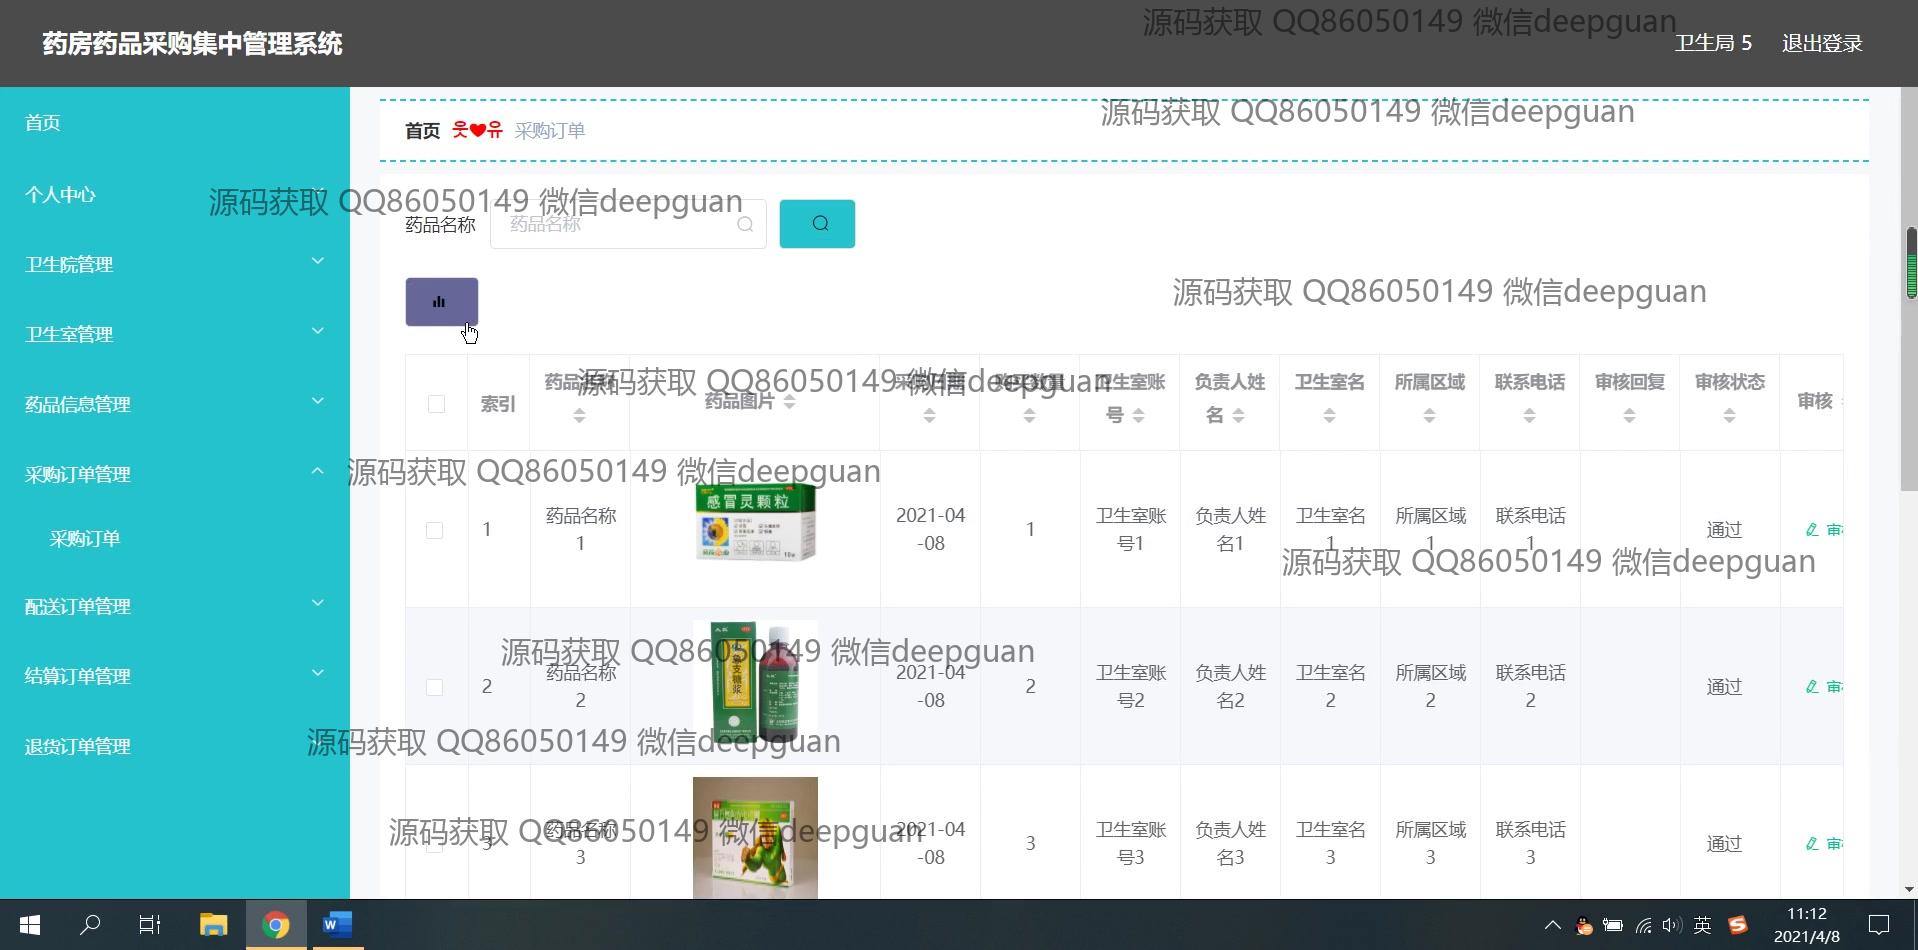 药房药品采购集中管理系统
源码获取 QQ86050149 微信deepguan
卫生局 5 退出登录
首页
首页 웃❤유 采购订单
源码获取 QQ86050149 微信deepguan
个人中心
源码获取 QQ86050149 微信deepguan
药品名称 药品名称
卫生院管理
源码获取 QQ86050149 微信deepguan
卫生室管理
药品信息管理
源码获取 QQ86050149 微信deepguan
索引 药品图片 卫生室账号 负责人姓名 卫生室名 所属区域 联系电话 审核回复 审核状态 审核
采购订单管理
源码获取 QQ86050149 微信deepguan
感冒灵颗粒
1 药品名称1 2021-04-08 1 卫生室账号1 负责人姓名1 卫生室名1 所属区域1 联系电话1 通过
采购订单
源码获取 QQ86050149 微信deepguan
配送订单管理
源码获取 QQ86050149 微信deepguan
急支糖浆
2 药品名称2 2021-04-08 2 卫生室账号2 负责人姓名2 卫生室名2 所属区域2 联系电话2 通过
结算订单管理
退货订单管理
源码获取 QQ86050149 微信deepguan
源码获取 QQ86050149 微信deepguan
3 药品名称3 2021-04-08 3 卫生室账号3 负责人姓名3 卫生室名3 所属区域3 联系电话3 通过
英
11:12
2021/4/8